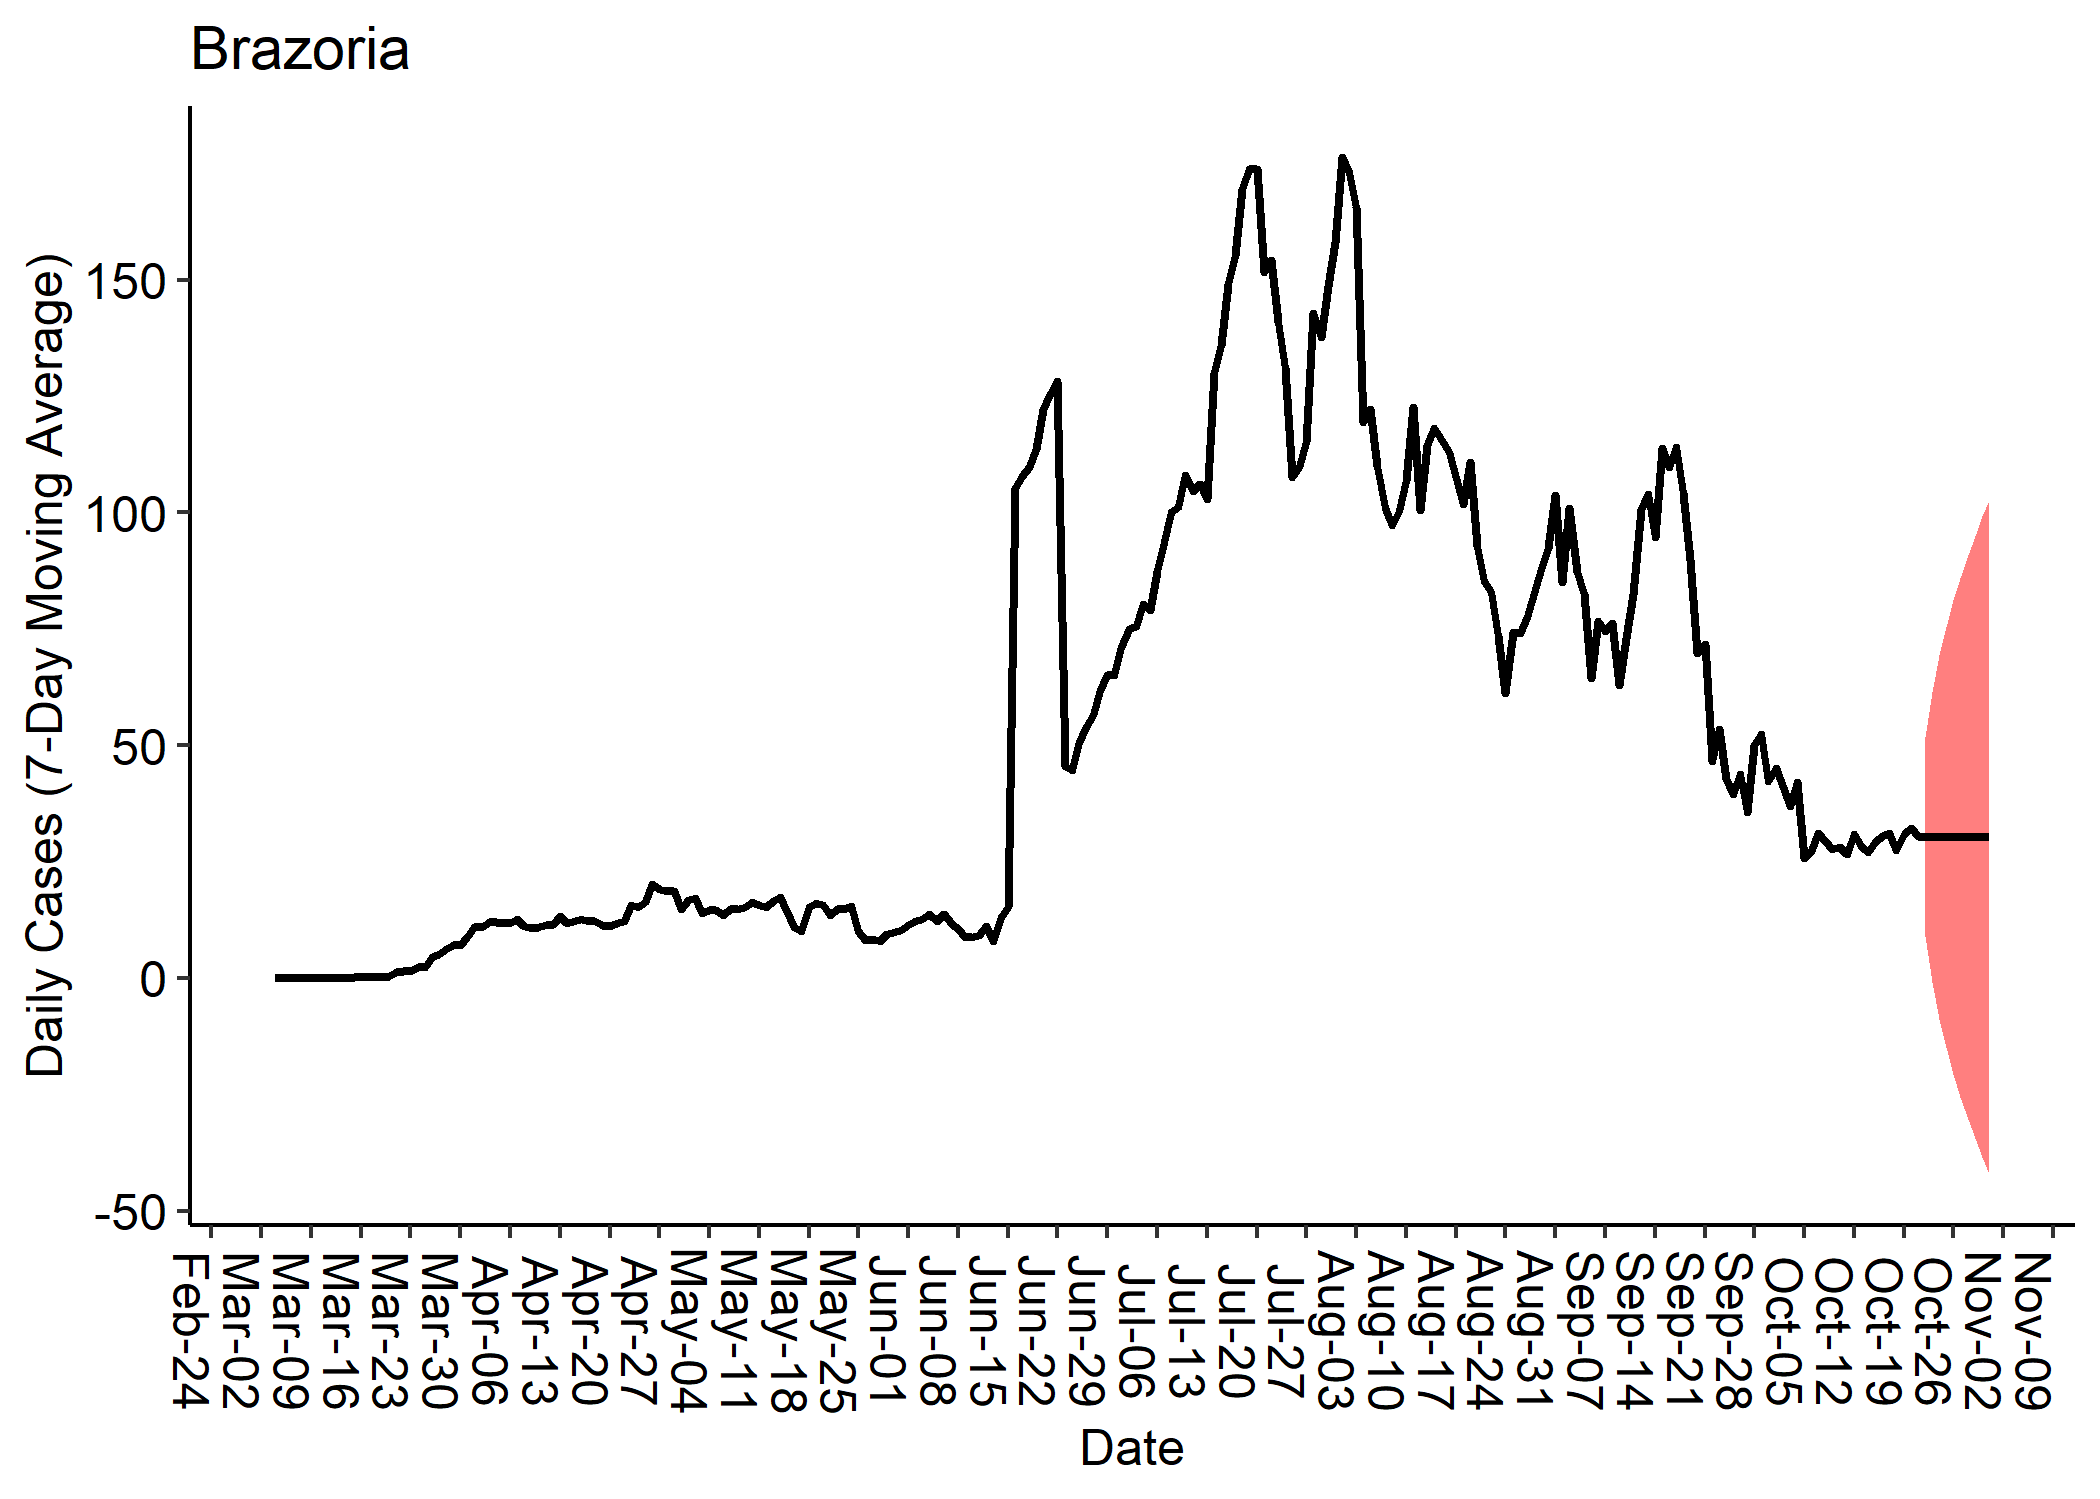 Brazoria
Daily Cases (7-Day Moving Average)
150
100
50
0
-50
Feb-24
Mar-02
Mar-09
Mar-16
Mar-23
Mar-30
Apr-06
Apr-13
Apr-20
Apr-27
May-04
May-11
May-18
May-25
Jun-01
Jun-08
Jun-15
Jun-22
Jun-29
Jul-06
Jul-13
Jul-20
Jul-27
Aug-03
Aug-10
Aug-17
Aug-24
Aug-31
Sep-07
Sep-14
Sep-21
Sep-28
Oct-05
Oct-12
Oct-19
Oct-26
Nov-02
Nov-09
Date